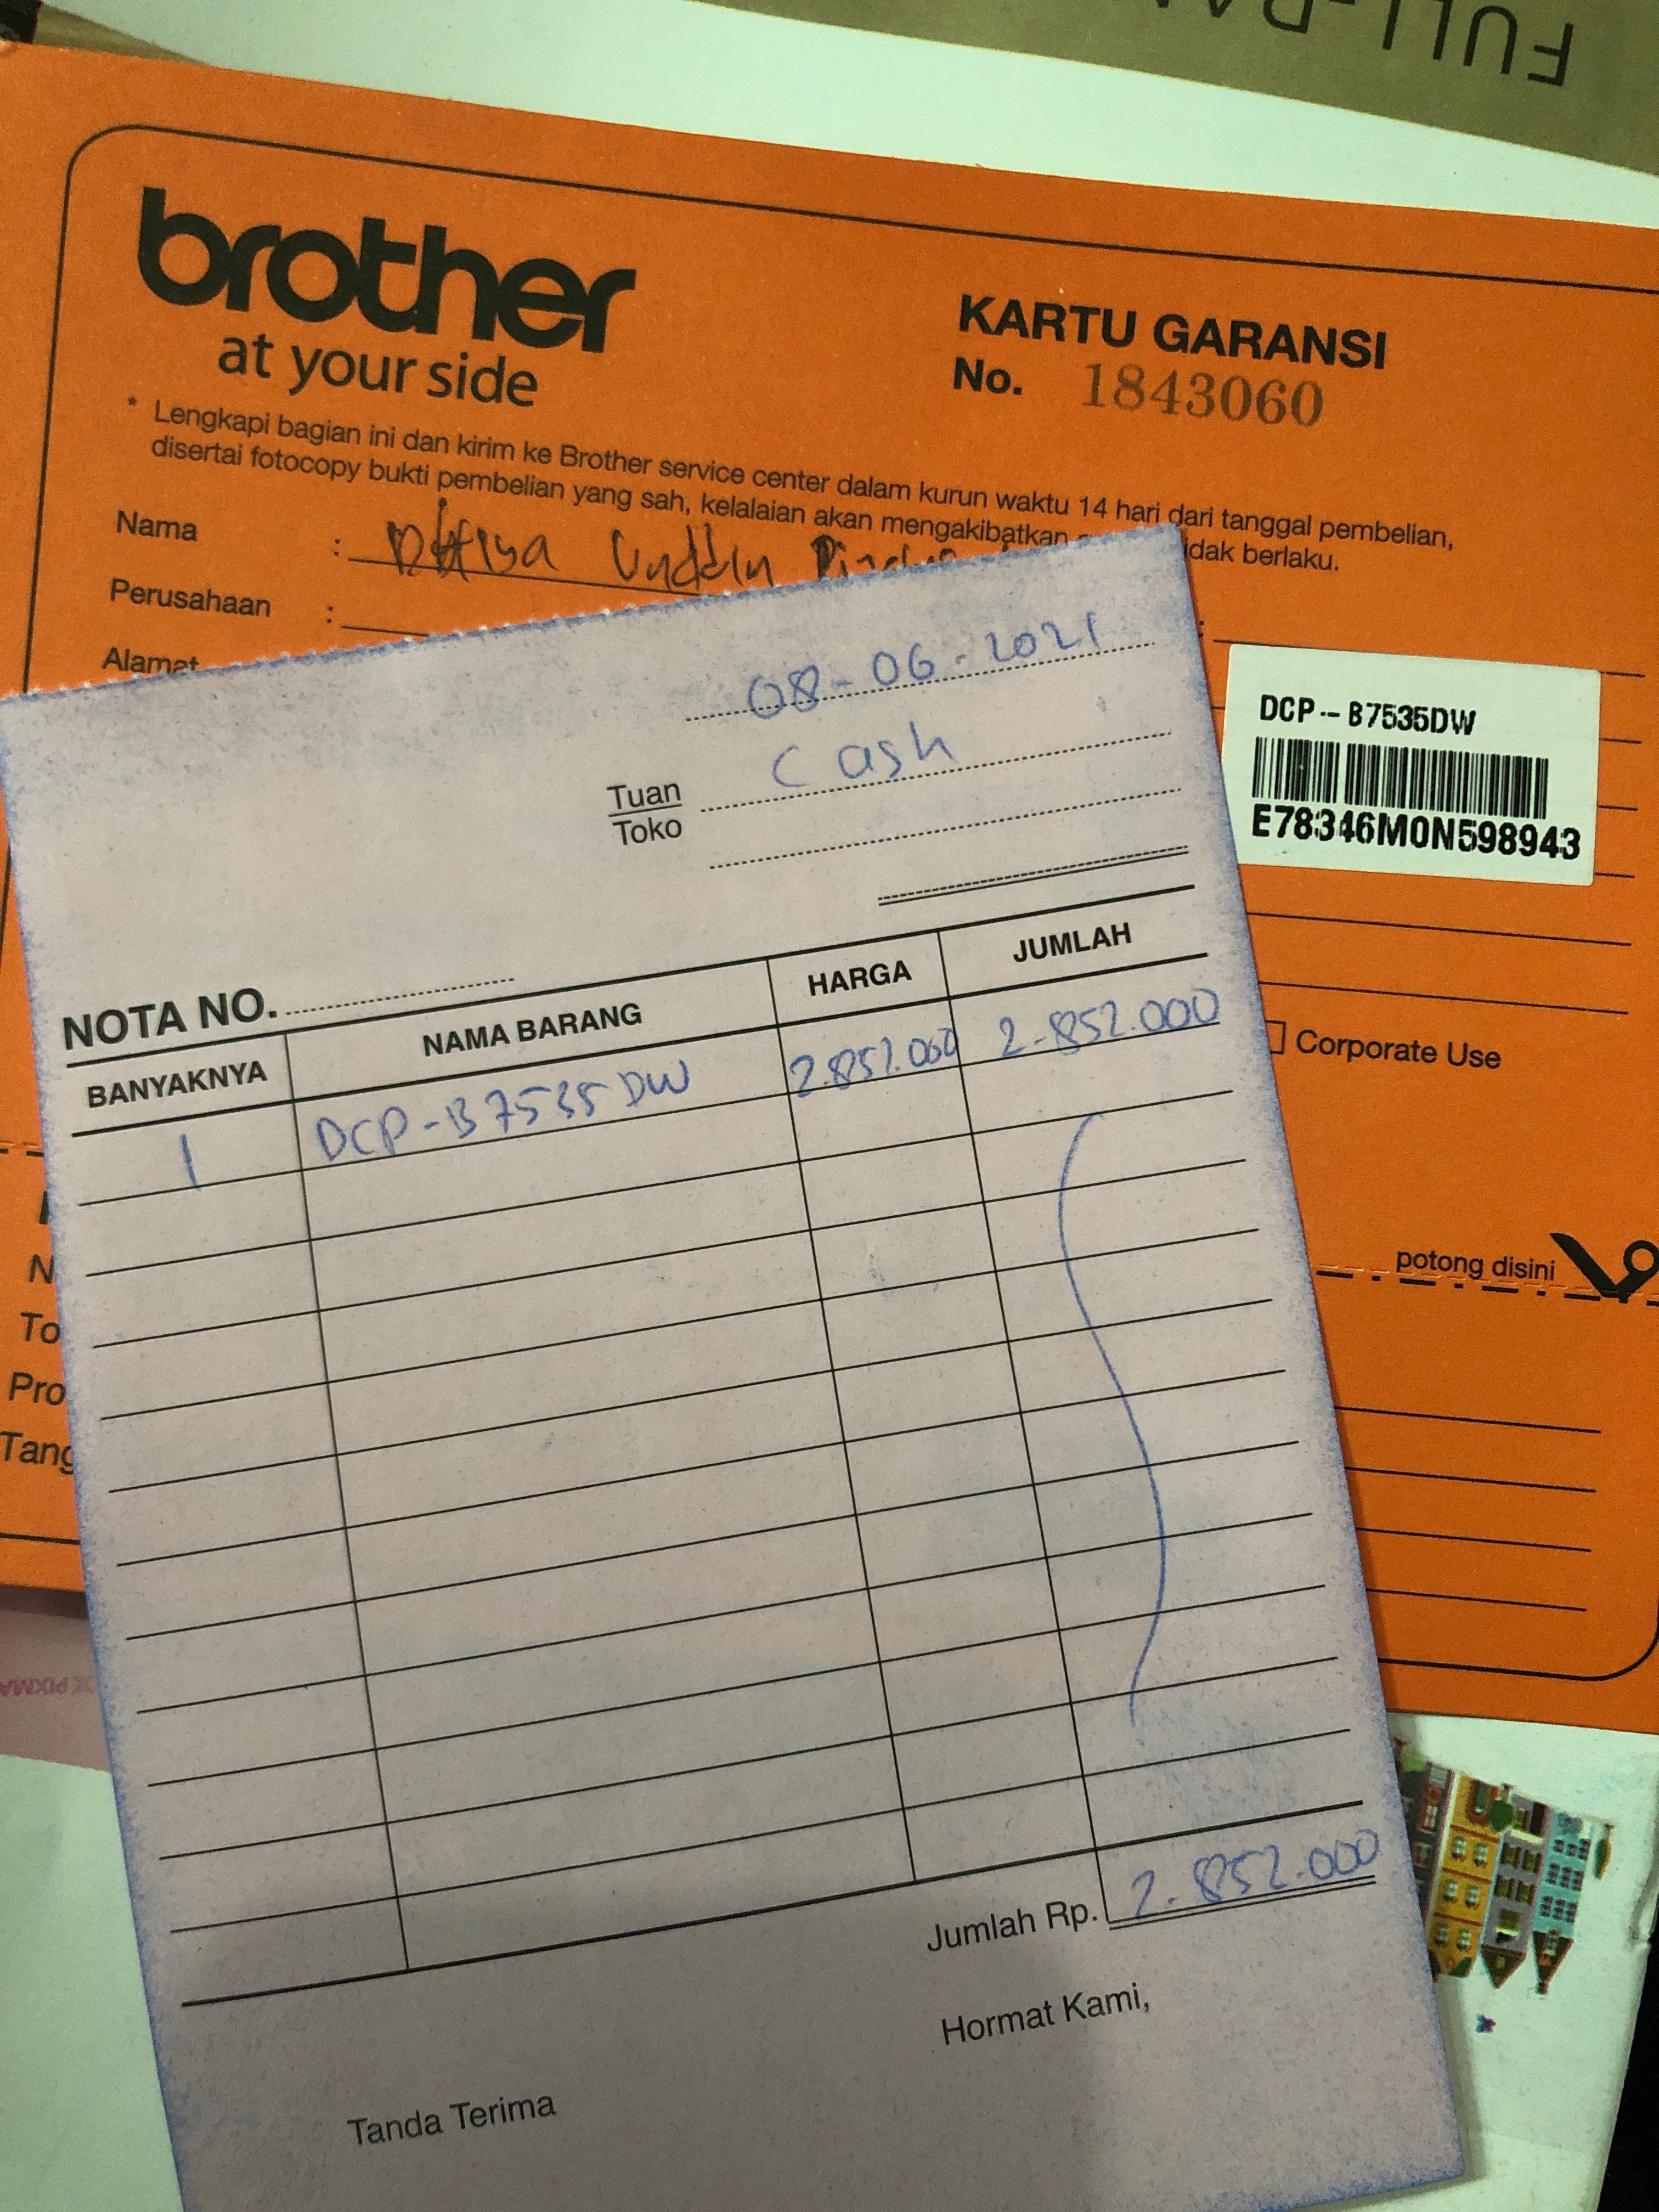 FULL-
brother
at your side
KARTU GARANSI
No. 1843060
* Lengkapi bagian ini dan kirim ke Brother service center dalam kurun waktu 14 hari dari tanggal pembelian,
disertai fotocopy bukti pembelian yang sah, kelalaian akan mengakibatkan idak berlaku.
Nama :
Perusahaan :
Alamat
DCP-B7535DW
E78346M0N598943
Corporate Use
potong disini
N
To
Pro
Tang
08-06-2021
Tuan Cash
Toko
NOTA NO.
BANYAKNYA NAMA BARANG HARGA JUMLAH
1 DCP-B7535DW 2.852.000 2.852.000
Jumlah Rp. 2.852.000
Hormat Kami,
Tanda Terima
PIXMA